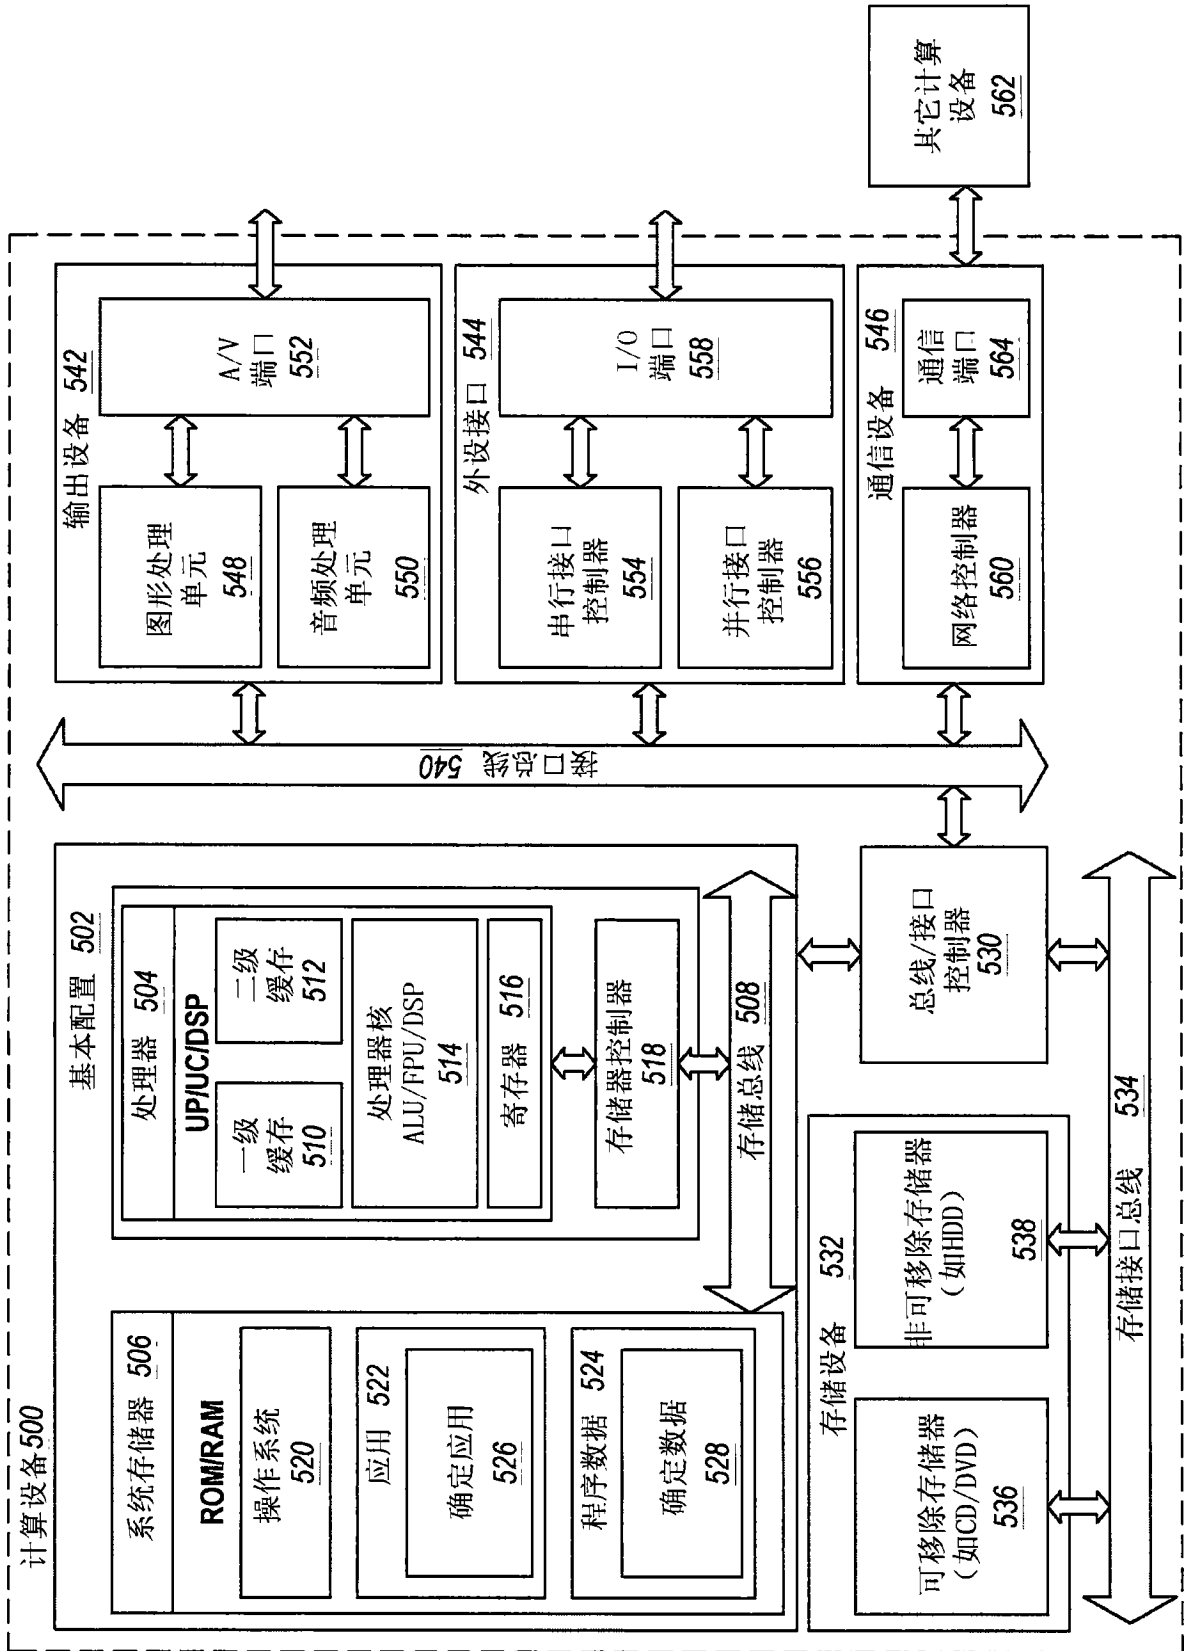 计算设备500
基本配置 502
系统存储器 506
ROM/RAM
操作系统
520
应用 522
确定应用
526
程序数据 524
确定数据
528
处理器 504
UP/UC/DSP
一级
缓存
510
二级
缓存
512
处理器核
ALU/FPU/DSP
514
寄存器 516
存储器控制器
518
存储总线 508
存储设备 532
可移除存储器
(如CD/DVD)
536
非可移除存储器
(如HDD)
538
存储接口总线 534
总线/接口
控制器
530
接口总线 540
输出设备 542
图形处理
单元
548
音频处理
单元
550
A/V
端口
552
外设接口 544
串行接口
控制器
554
并行接口
控制器
556
I/O
端口
558
通信设备 546
网络控制器
560
通信
端口
564
其它计算
设备
562